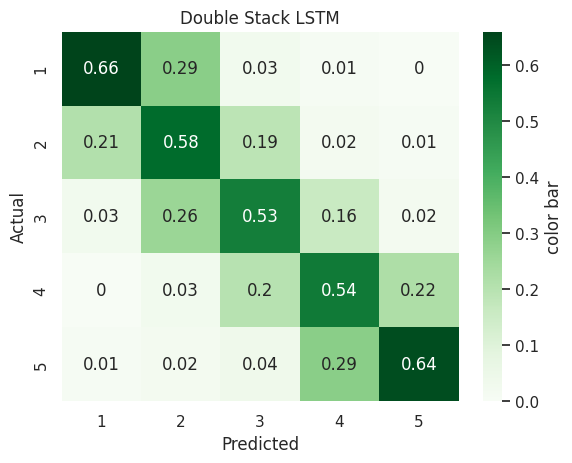 Double Stack LSTM
Actual
1 0.66 0.29 0.03 0.01 0
2 0.21 0.58 0.19 0.02 0.01
3 0.03 0.26 0.53 0.16 0.02
4 0 0.03 0.2 0.54 0.22
5 0.01 0.02 0.04 0.29 0.64
1 2 3 4 5
Predicted
0.6
0.5
0.4
0.3
0.2
0.1
0.0
color bar